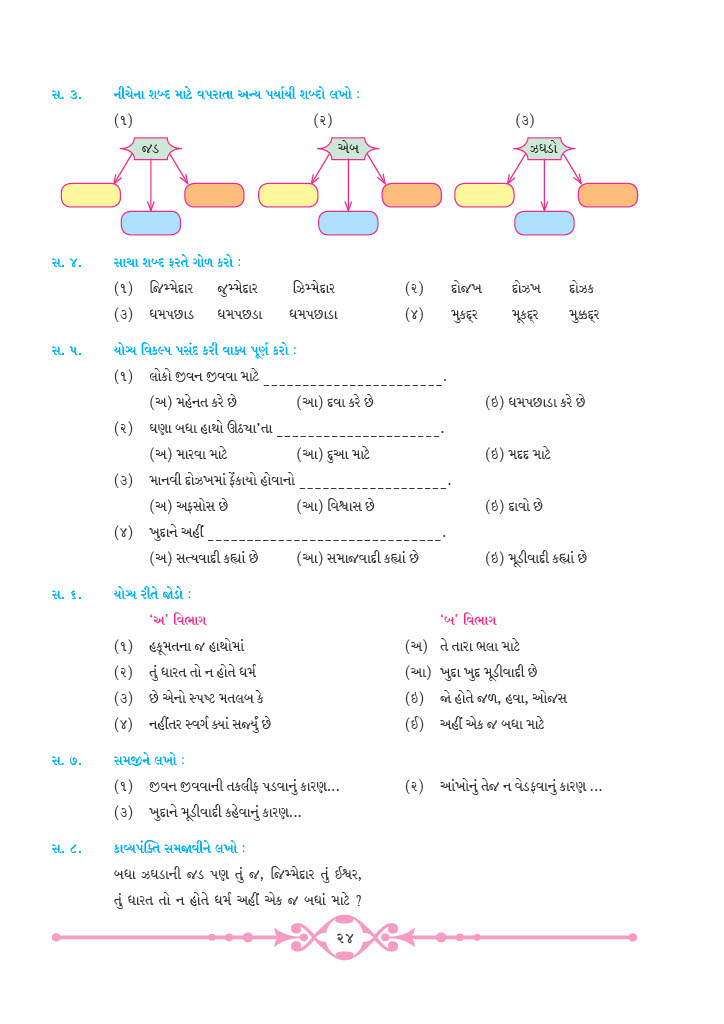 સ. ૩. નીચેના શબ્દ માટે વપરાતા અન્ય પર્યાયી શબ્દો લખો :
(૧) (૨) (૩)
જડ એબ ઝઘડો
સ. ૪. સાચા શબ્દ ફરતે ગોળ કરો :
(૧) જિમ્મેદાર જુમ્મેદાર ઝિમ્મેદાર (૨) દોજખ દોઝખ દોઝક
(૩) ધમપછાડ ધમપછડા ધમપછાડા (૪) મુકદ્દર મૂકદ્દર મુક્કદ્દર
સ. ૫. યોગ્ય વિકલ્પ પસંદ કરી વાક્ય પૂર્ણ કરો :
(૧) લોકો જીવન જીવવા માટે _______________________.
(અ) મહેનત કરે છે (આ) દવા કરે છે (ઇ) ધમપછાડા કરે છે
(૨) ઘણા બધા હાથો ઊઠ્યા’તા _____________________.
(અ) મારવા માટે (આ) દુઆ માટે (ઇ) મદદ માટે
(૩) માનવી દોઝખમાં ફેંકાયો હોવાનો ___________________.
(અ) અફસોસ છે (આ) વિશ્વાસ છે (ઇ) દાવો છે
(૪) ખુદાને અહીં ______________________________.
(અ) સત્યવાદી કહ્યાં છે (આ) સમાજવાદી કહ્યાં છે (ઇ) મૂડીવાદી કહ્યાં છે
સ. ૬. યોગ્ય રીતે જોડો :
‘અ’ વિભાગ ‘બ’ વિભાગ
(૧) હકૂમતના જ હાથોમાં (અ) તે તારા ભલા માટે
(૨) તું ધારત તો ન હોતે ધર્મ (આ) ખુદા ખુદ મૂડીવાદી છે
(૩) છે એનો સ્પષ્ટ મતલબ કે (ઇ) જો હોતે જળ, હવા, ઓજસ
(૪) નહીંતર સ્વર્ગ ક્યાં સર્જ્યું છે (ઈ) અહીં એક જ બધા માટે
સ. ૭. સમજીને લખો :
(૧) જીવન જીવવાની તકલીફ પડવાનું કારણ... (૨) આંખોનું તેજ ન વેડફવાનું કારણ ...
(૩) ખુદાને મૂડીવાદી કહેવાનું કારણ...
સ. ૮. કાવ્યપંક્તિ સમજાવીને લખો :
બધા ઝઘડાની જડ પણ તું જ, જિમ્મેદાર તું ઈશ્વર,
તું ધારત તો ન હોતે ધર્મ અહીં એક જ બધાં માટે ?
૨૪